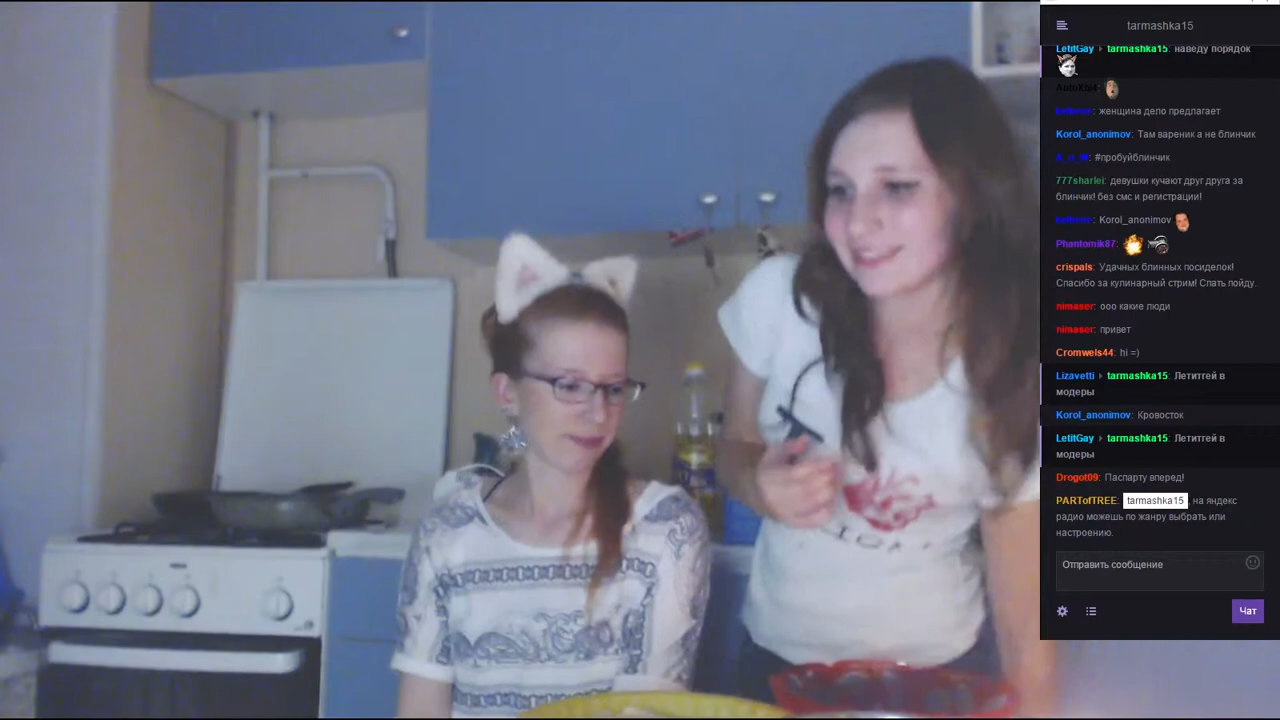 tarmashka15
LetitGay tarmashka15: наведу порядок
женщина дело предлагает
Korol_anonimov: Там вареник а не блинчик
#пробуйблинчик
777sharlei: девушки кучают друг друга за
блинчик! без смс и регистрации!
Korol_anonimov
Phantomik87:
crispals: Удачных блинных посиделок!
Спасибо за кулинарный стрим! Спать пойду.
nimaser: ооо какие люди
nimaser: привет
Cromwels44: hi =)
Lizavetti tarmashka15: Летитгей в
модеры
Korol_anonimov: Кровосток
LetitGay tarmashka15: Летитгей в
модеры
Drogot09: Паспарту вперед!
PARTofTREE: tarmashka15 на яндекс
радио можешь по жанру выбрать или
настроению.
Отправить сообщение
Чат